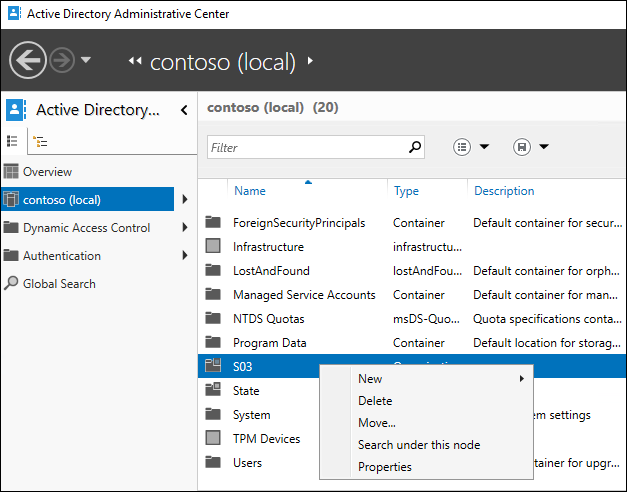 Active Directory Administrative Center
contoso (local)
Active Directory...
contoso (local) (20)
Filter
Overview
contoso (local)
Dynamic Access Control
Authentication
Global Search
Name Type Description
ForeignSecurityPrincipals Container Default container for secur...
Infrastructure infrastructu...
LostAndFound lostAndFou... Default container for orph...
Managed Service Accounts Container Default container for man...
NTDS Quotas msDS-Quo... Quota specifications conta...
Program Data Container Default location for storag...
S03
State
System em settings
TPM Devices
Users ntainer for upgr...
New
Delete
Move...
Search under this node
Properties